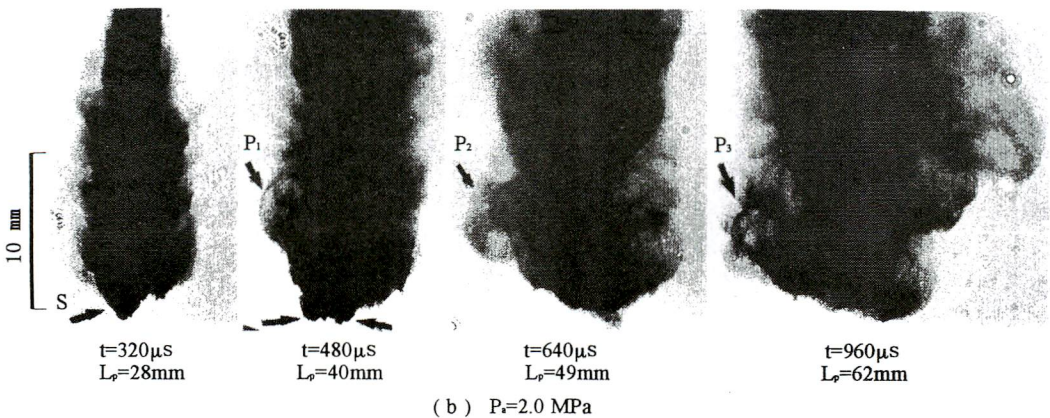 P₁
P₂
P₃
10 mm
S
t=320μs
Lₚ=28mm
t=480μs
Lₚ=40mm
t=640μs
Lₚ=49mm
t=960μs
Lₚ=62mm
(b) Pₐ=2.0 MPa